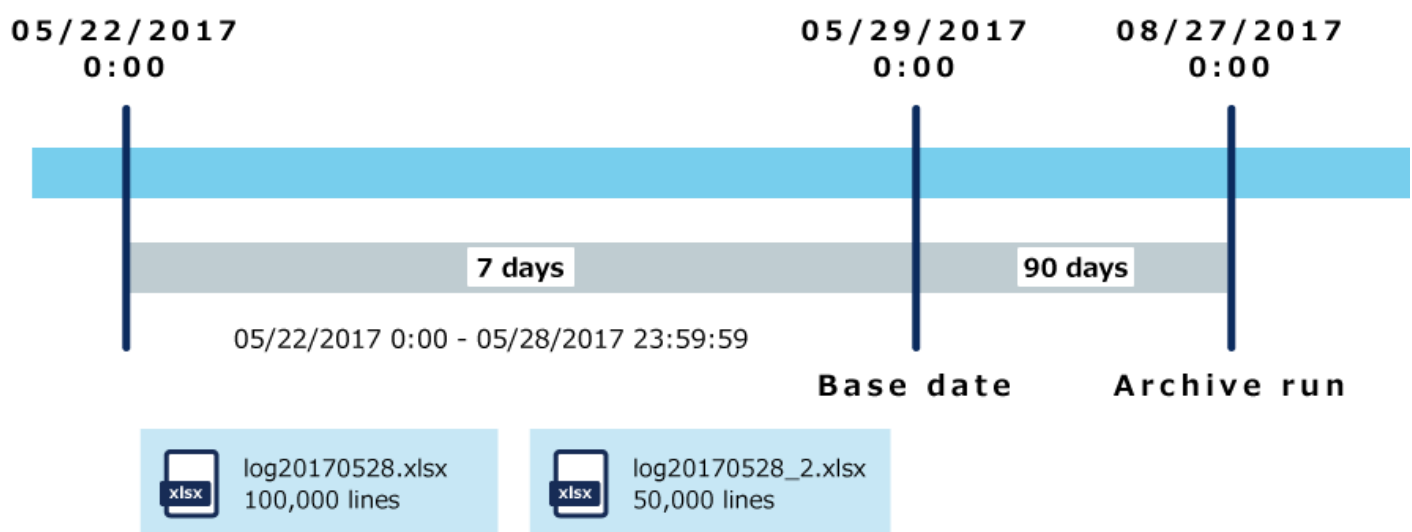 05/22/2017
0:00
05/29/2017
0:00
08/27/2017
0:00
7 days
90 days
05/22/2017 0:00 - 05/28/2017 23:59:59
Base date
Archive run
xlsx
log20170528.xlsx
100,000 lines
xlsx
log20170528_2.xlsx
50,000 lines